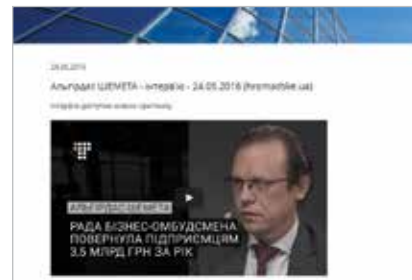 24.05.2016
Альгірдас ШЕМЕТА - інтерв'ю - 24.05.2016 (hromadske.ua)
АЛЬГІРДАС ШЕМЕТА
РАДА БІЗНЕС-ОМБУДСМЕНА
ПОВЕРНУЛА ПІДПРИЄМЦЯМ
3,5 МЛРД ГРН ЗА РІК